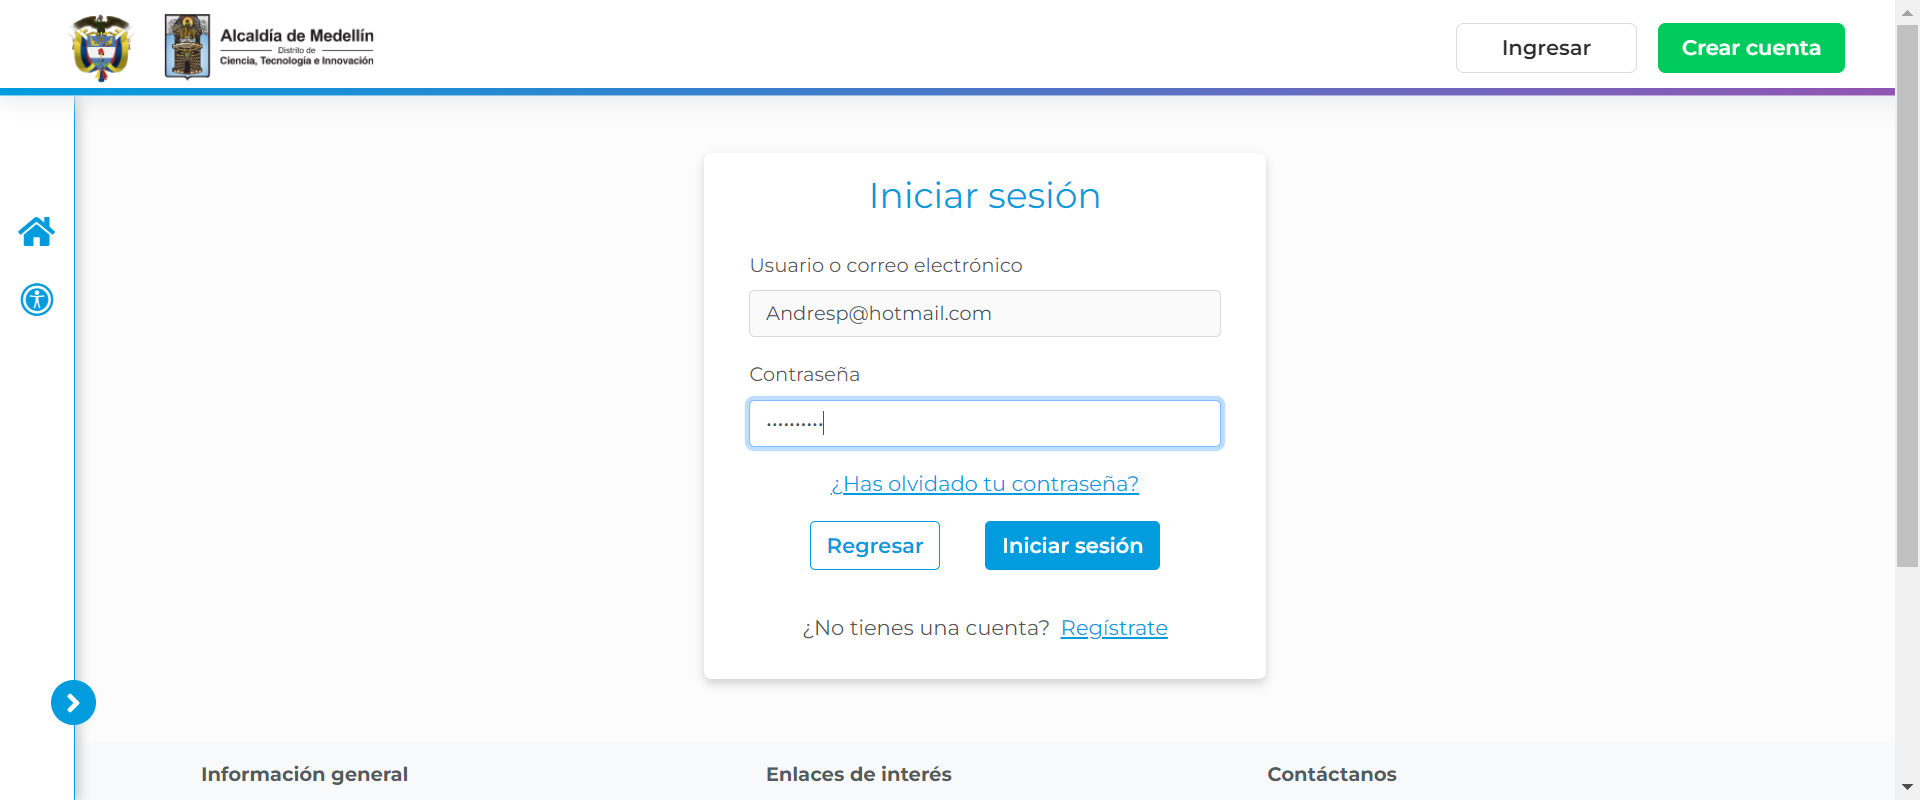 Alcaldía de Medellín
Distrito de
Ciencia, Tecnología e Innovación
Ingresar
Crear cuenta
Iniciar sesión
Usuario o correo electrónico
Andresp@hotmail.com
Contraseña
··········
¿Has olvidado tu contraseña?
Regresar
Iniciar sesión
¿No tienes una cuenta? Regístrate
Información general
Enlaces de interés
Contáctanos